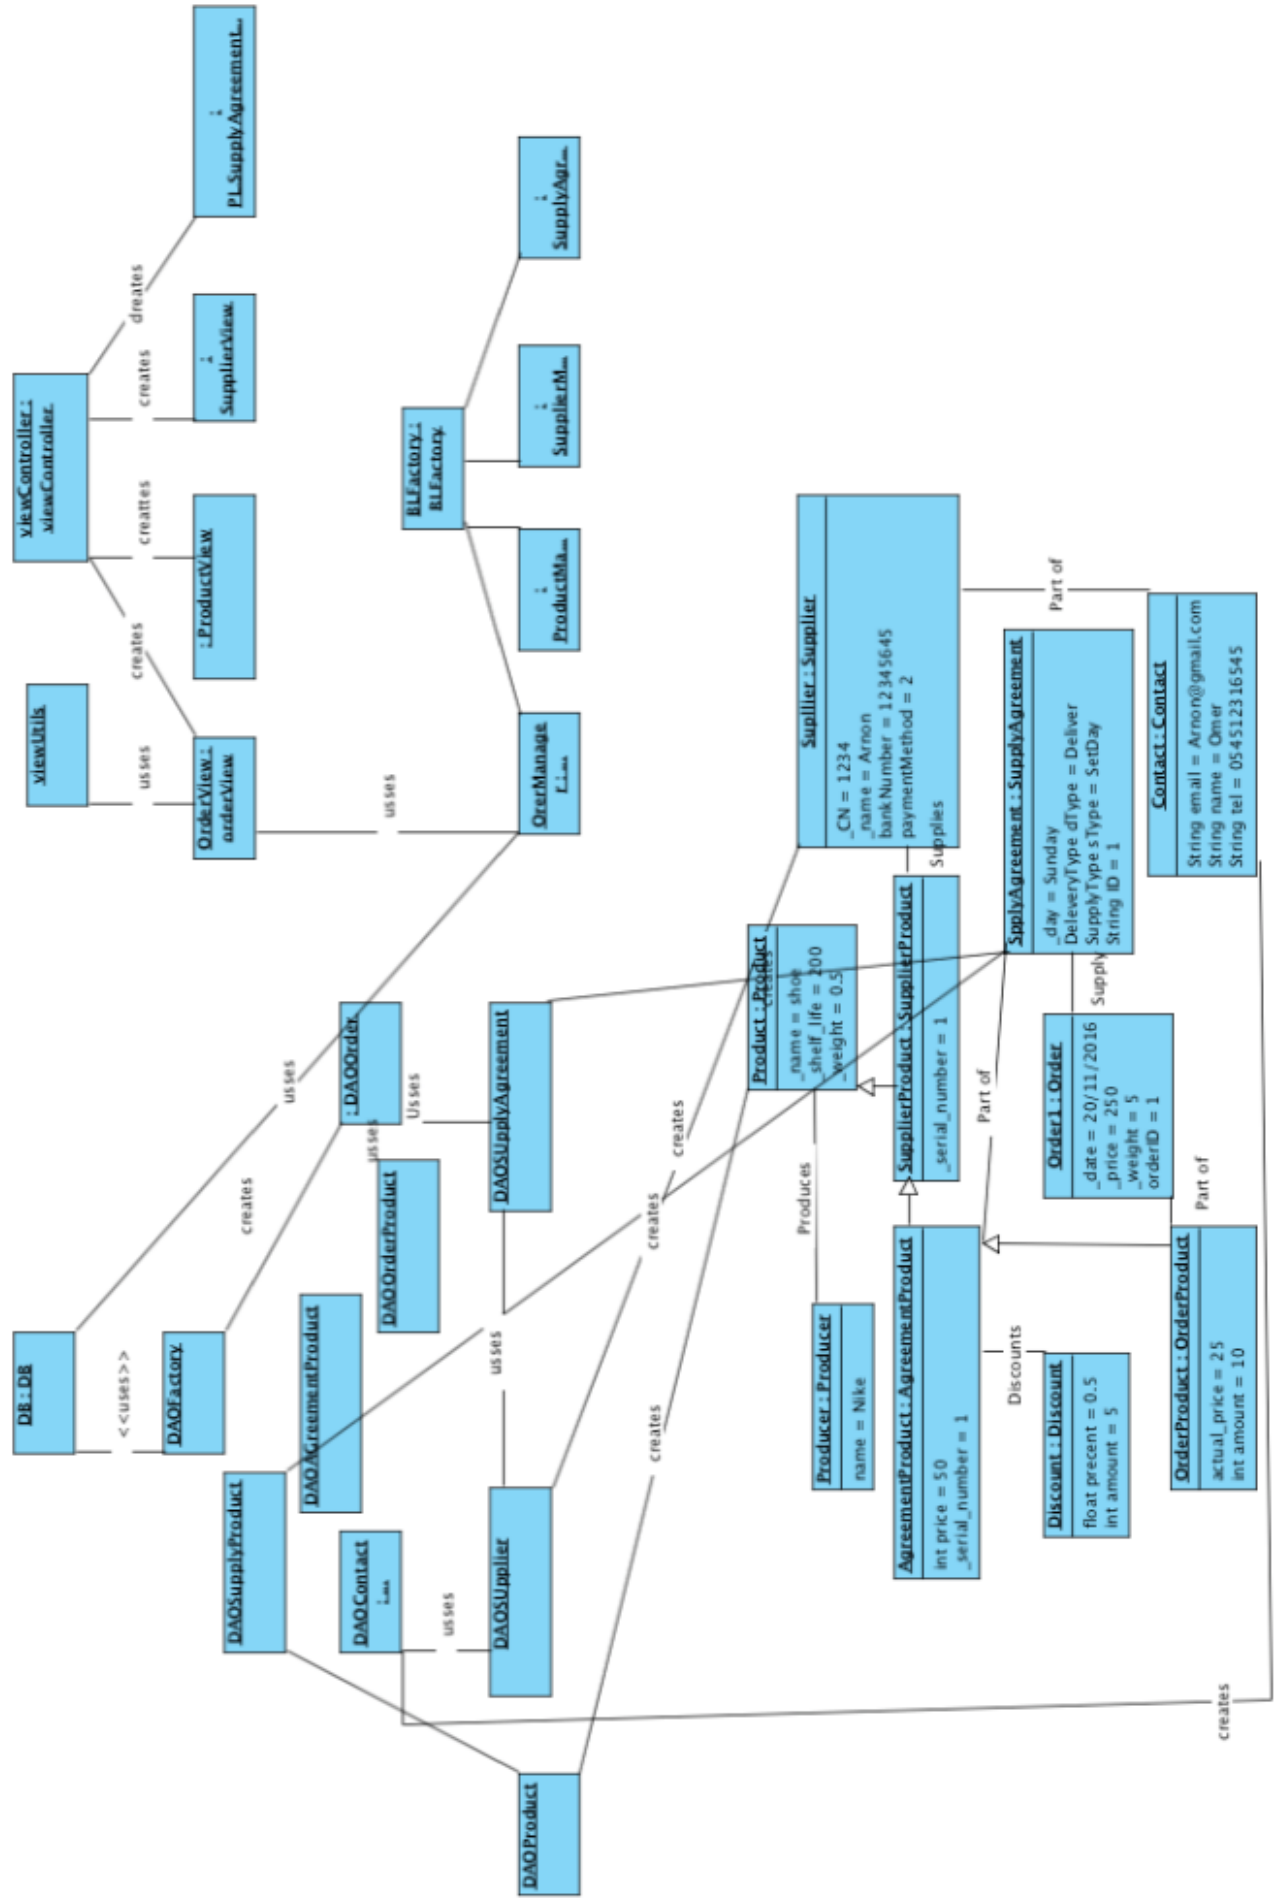 DB : DB
<<uses>>
DAOFactory
creates
usses
viewUtils
usses
viewController :
viewController
creates
creattes
creates
dreates
OrderView :
orderView
: ProductView
:
SupplierView
:
PLSupplyAgreement...
DAOSupplyProduct
DAOAGreementProduct
DAOContact
:...
: DAOOrder
usses
Usses
DAOOrderProduct
usses
BLFactory :
BLFactory
usses
DAOProduct
DAOSUpplier
usses
DAOSUpplyAgreement
OrerManage
r :...
:
ProductMa...
:
SupplierM...
:
SupplyAgr...
creates
creates
creates
creates
Product : Product
_name = shoe
_shelf_life = 200
_weight = 0.5
Produces
Producer : Producer
name = Nike
Supllier : Supplier
_CN = 1234
_name = Arnon
bankNumber = 12345645
paymentMethod = 2
Supplies
AgreementProduct : AgreementProduct
int price = 50
_serial_number = 1
SupplierProduct : SupplierProduct
_serial_number = 1
Part of
Discounts
SpplyAgreement : SupplyAgreement
_day = Sunday
DeleveryType dType = Deliver
SupplyType sType = SetDay
String ID = 1
Supply
Part of
Discount : Discount
float precent = 0.5
int amount = 5
Order1 : Order
_date = 20/11/2016
_price = 250
_weight = 5
orderID = 1
Part of
OrderProduct : OrderProduct
actual_price = 25
int amount = 10
Contact : Contact
String email = Arnon@gmail.com
String name = Omer
String tel = 054512316545
creates